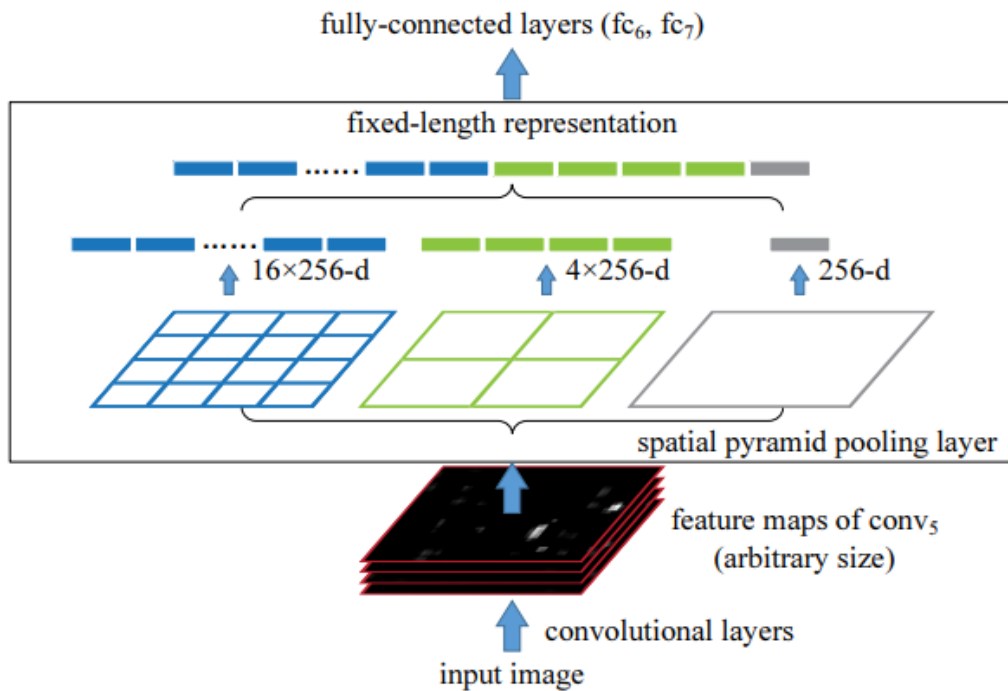 fully-connected layers (fc₆, fc₇)
fixed-length representation
......
......
16×256-d
4×256-d
256-d
spatial pyramid pooling layer
feature maps of conv₅
(arbitrary size)
convolutional layers
input image